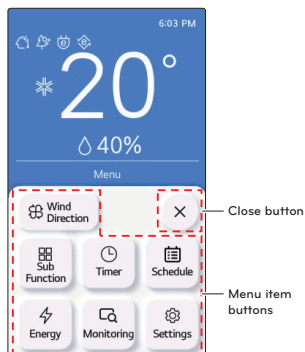 6:03 PM
20°
40%
Menu
Wind
Direction
Close button
Sub
Function
Timer
Schedule
Menu item
buttons
Energy
Monitoring
Settings